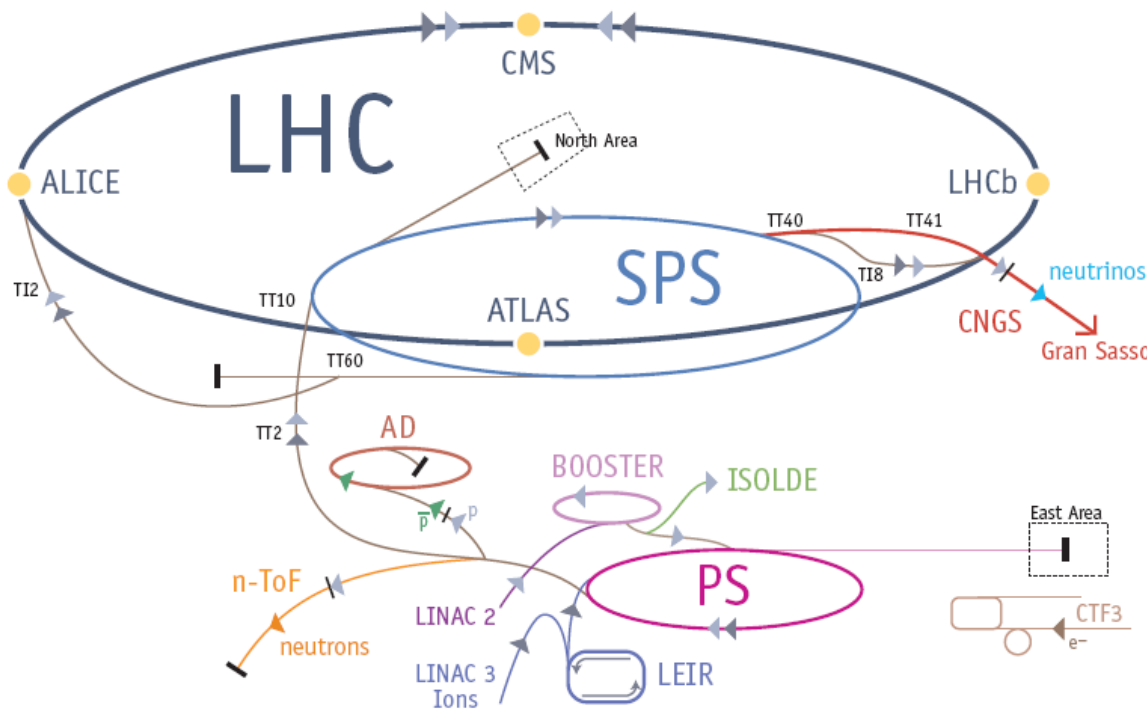 CMS
LHC
North Area
ALICE
LHCb
TT40
TT41
SPS
TI8
neutrinos
TI2
TT10
ATLAS
CNGS
Gran Sasso
TT60
TT2
AD
BOOSTER
ISOLDE
p̅
p
East Area
n-ToF
PS
LINAC 2
CTF3
neutrons
e−
LINAC 3
Ions
LEIR